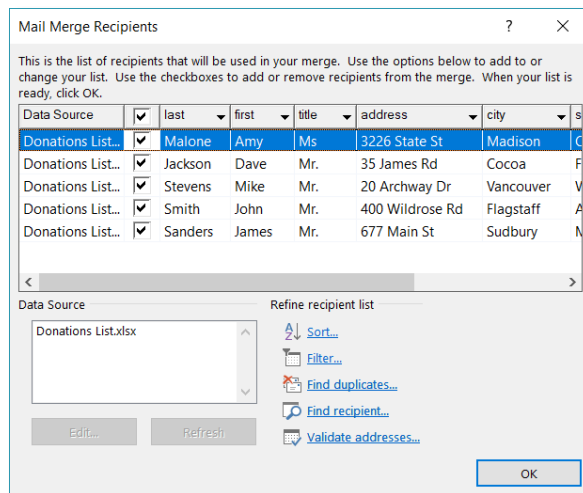 Mail Merge Recipients
This is the list of recipients that will be used in your merge.  Use the options below to add to or
change your list.  Use the checkboxes to add or remove recipients from the merge.  When your list is
ready, click OK.
Data Source last first title address city s
Donations List... Malone Amy Ms 3226 State St Madison C
Donations List... Jackson Dave Mr. 35 James Rd Cocoa F
Donations List... Stevens Mike Mr. 20 Archway Dr Vancouver W
Donations List... Smith John Mr. 400 Wildrose Rd Flagstaff A
Donations List... Sanders James Mr. 677 Main St Sudbury M
Data Source
Donations List.xlsx
Edit...
Refresh
Refine recipient list
Sort...
Filter...
Find duplicates...
Find recipient...
Validate addresses...
OK